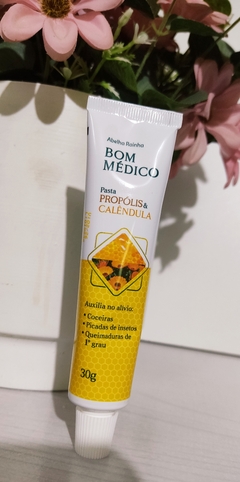 Abelha Rainha
BOM
MÉDICO
Pasta
PROPÓLIS &
CALÊNDULA
Auxilia no alívio:
• Coceiras
• Picadas de insetos
• Queimaduras de
1º grau
30g